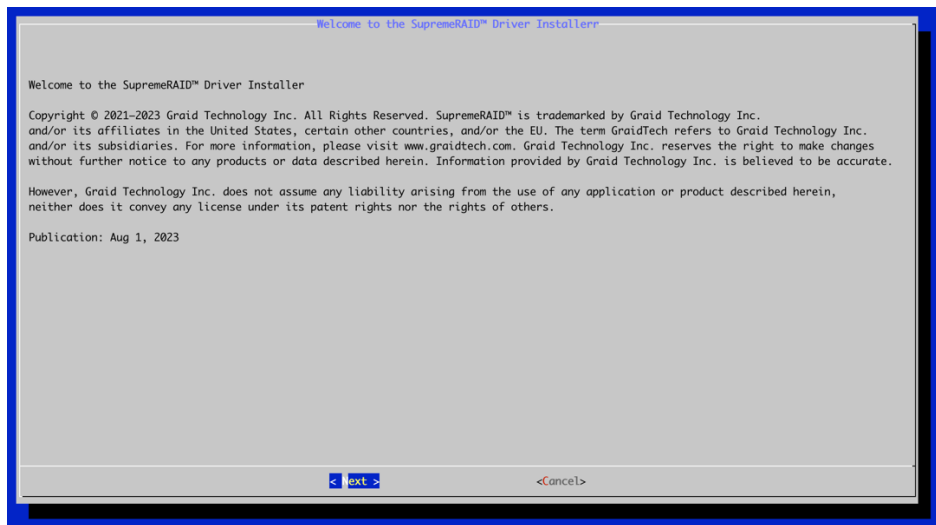 Welcome to the SupremeRAID™ Driver Installerr
Welcome to the SupremeRAID™ Driver Installer
Copyright © 2021–2023 Graid Technology Inc. All Rights Reserved. SupremeRAID™ is trademarked by Graid Technology Inc.
and/or its affiliates in the United States, certain other countries, and/or the EU. The term GraidTech refers to Graid Technology Inc.
and/or its subsidiaries. For more information, please visit www.graidtech.com. Graid Technology Inc. reserves the right to make changes
without further notice to any products or data described herein. Information provided by Graid Technology Inc. is believed to be accurate.
However, Graid Technology Inc. does not assume any liability arising from the use of any application or product described herein,
neither does it convey any license under its patent rights nor the rights of others.
Publication: Aug 1, 2023
< Next > <Cancel>